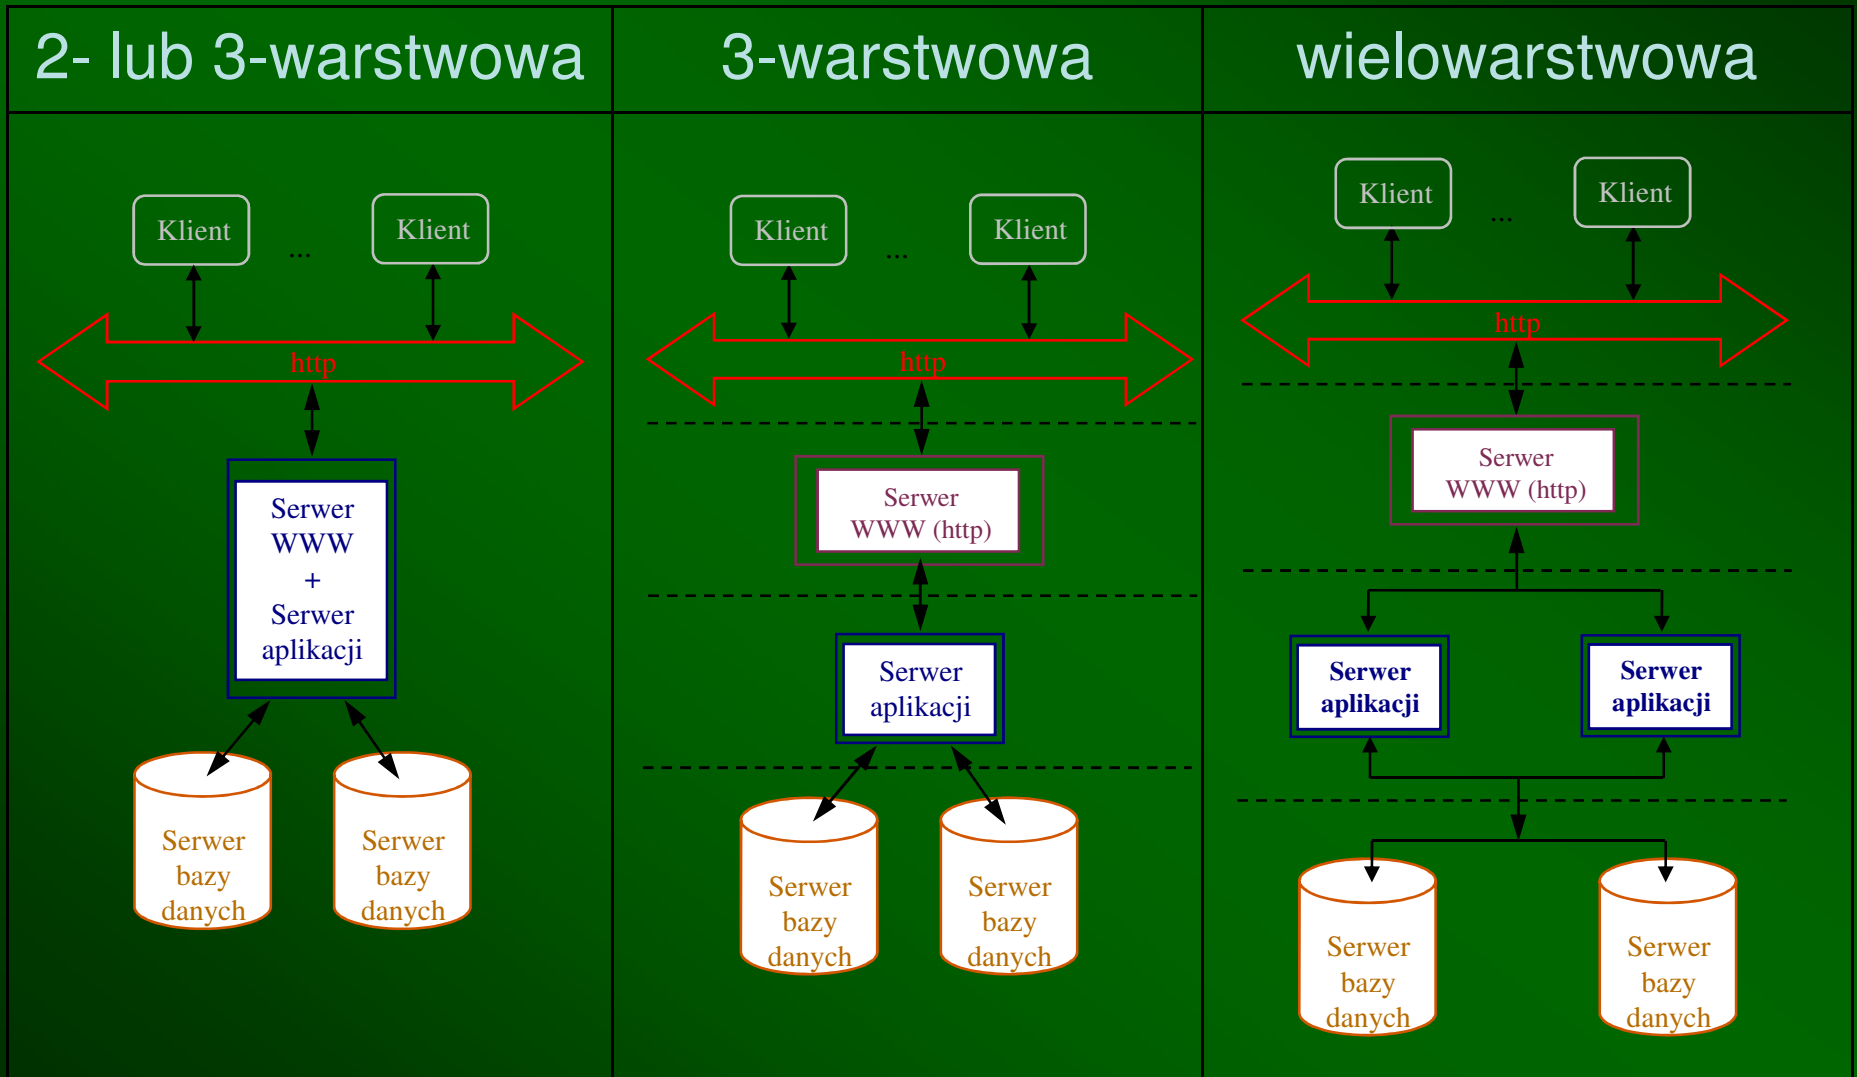 2- lub 3-warstwowa
3-warstwowa
wielowarstwowa
Klient
...
Klient
http
Serwer
WWW
+
Serwer
aplikacji
Serwer
bazy
danych
Serwer
bazy
danych
Klient
...
Klient
http
Serwer
WWW (http)
Serwer
aplikacji
Serwer
bazy
danych
Serwer
bazy
danych
Klient
...
Klient
http
Serwer
WWW (http)
Serwer
aplikacji
Serwer
aplikacji
Serwer
bazy
danych
Serwer
bazy
danych